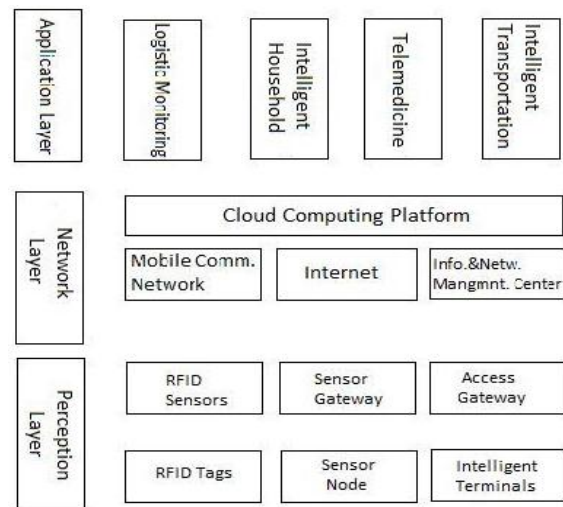 Application Layer
Logistic Monitoring
Intelligent
Household
Telemedicine
Intelligent
Transportation
Network
Layer
Cloud Computing Platform
Mobile Comm.
Network
Internet
Info.&Netw.
Mangmnt. Center
Perception
Layer
RFID
Sensors
Sensor
Gateway
Access
Gateway
RFID Tags
Sensor
Node
Intelligent
Terminals